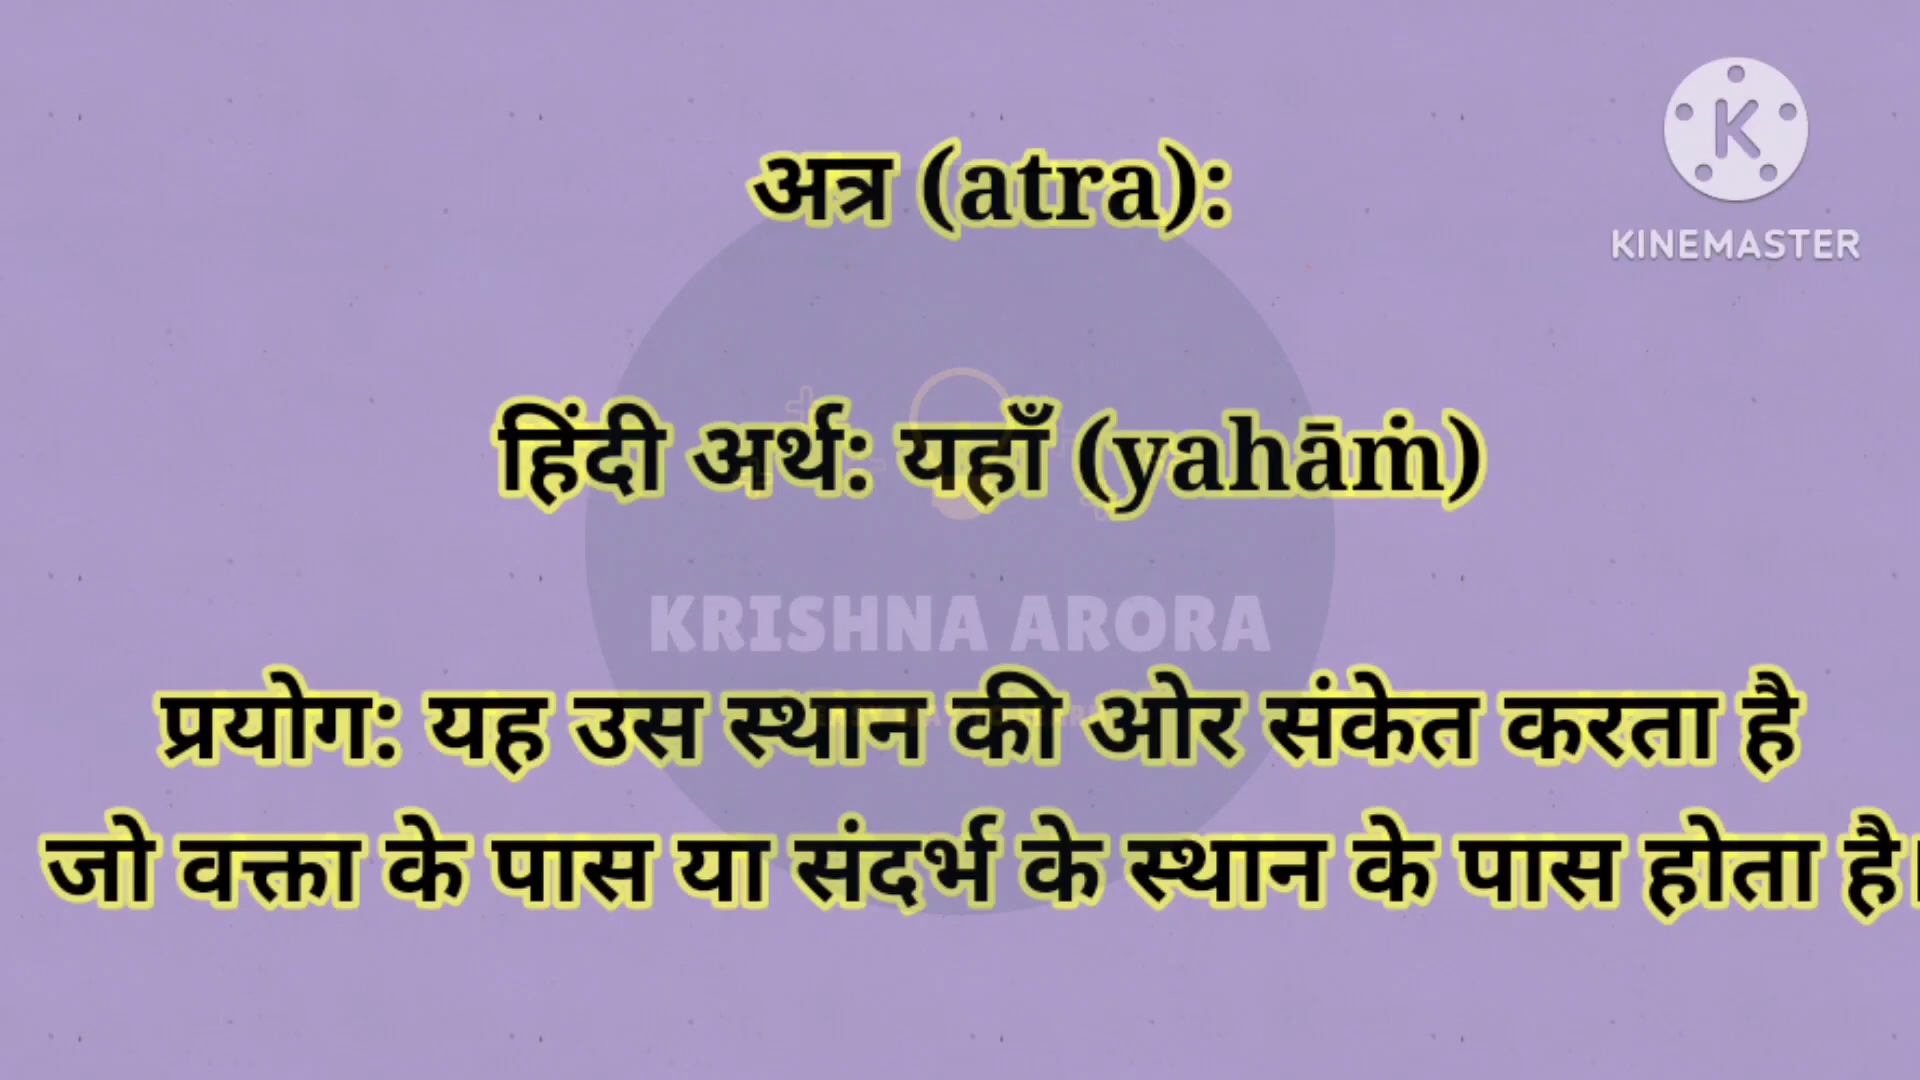 अत्र (atra):
K
KINEMASTER
हिंदी अर्थ: यहाँ (yahāṁ)
KRISHNA ARORA
प्रयोग: यह उस स्थान की ओर संकेत करता है
जो वक्ता के पास या संदर्भ के स्थान के पास होता है।